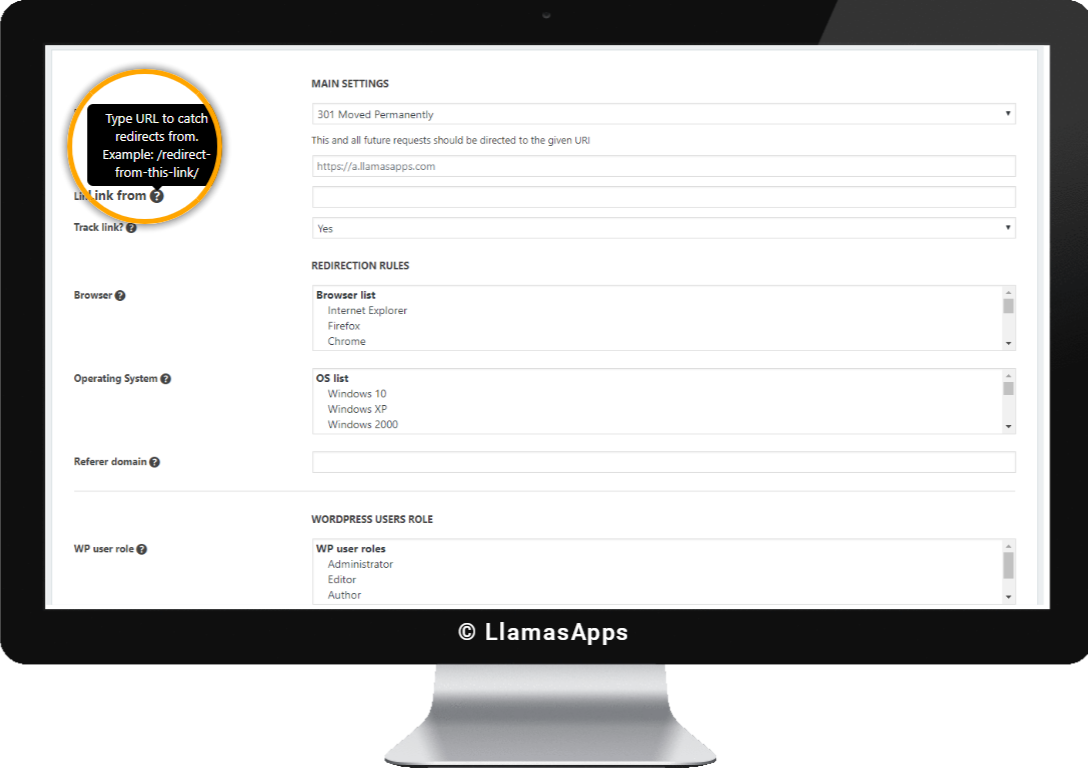 MAIN SETTINGS
301 Moved Permanently
This and all future requests should be directed to the given URI
https://a.llamasapps.com
Type URL to catch
redirects from.
Example: /redirect-
from-this-link/
Link from ?
Track link? ?
Yes
REDIRECTION RULES
Browser ?
Browser list
Internet Explorer
Firefox
Chrome
Operating System ?
OS list
Windows 10
Windows XP
Windows 2000
Referer domain ?
WORDPRESS USERS ROLE
WP user role ?
WP user roles
Administrator
Editor
Author
© LlamasApps